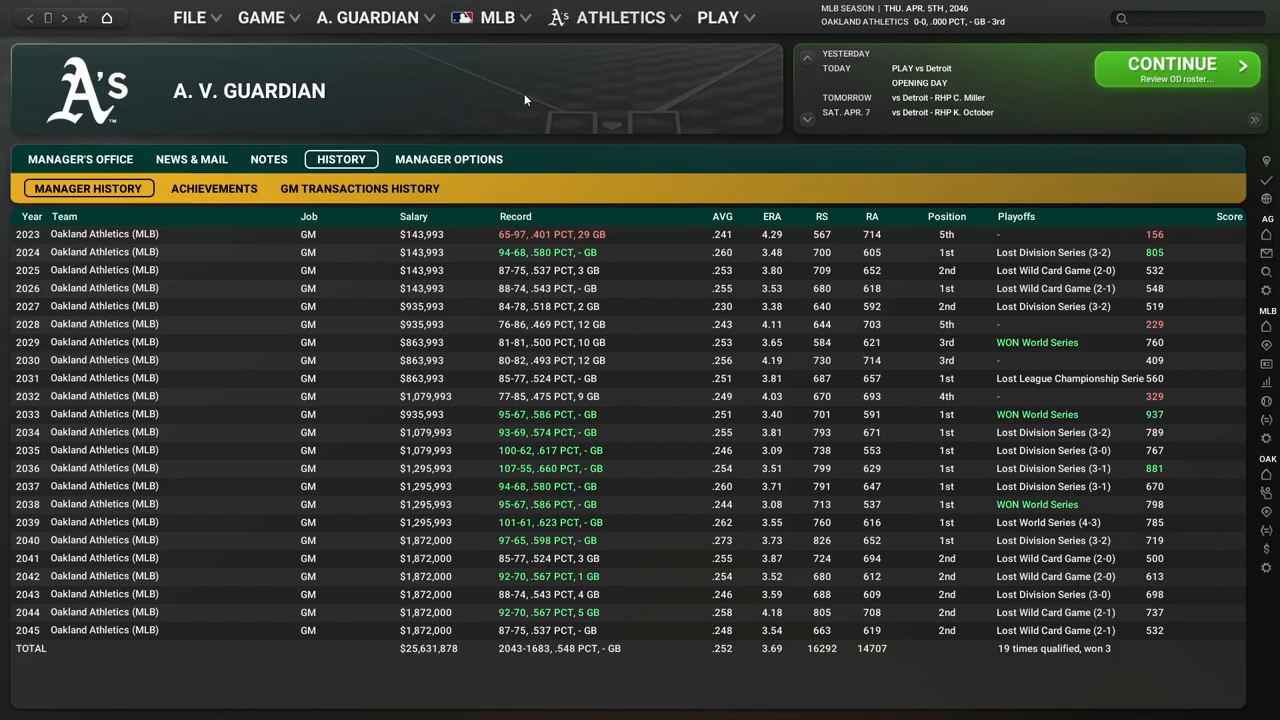 FILE GAME A. GUARDIAN MLB A's ATHLETICS PLAY
MLB SEASON | THU. APR. 5TH , 2046
OAKLAND ATHLETICS 0-0, .000 PCT, - GB - 3rd
A's
TM
A. V. GUARDIAN
YESTERDAY
TODAY PLAY vs Detroit
OPENING DAY
TOMORROW vs Detroit - RHP C. Miller
SAT. APR. 7 vs Detroit - RHP K. October
CONTINUE
Review OD roster...
MANAGER'S OFFICE NEWS & MAIL NOTES HISTORY MANAGER OPTIONS
MANAGER HISTORY ACHIEVEMENTS GM TRANSACTIONS HISTORY
Year Team Job Salary Record AVG ERA RS RA Position Playoffs Score
2023 Oakland Athletics (MLB) GM $143,993 65-97, .401 PCT, 29 GB .241 4.29 567 714 5th - 156
2024 Oakland Athletics (MLB) GM $143,993 94-68, .580 PCT, - GB .260 3.48 700 605 1st Lost Division Series (3-2) 805
2025 Oakland Athletics (MLB) GM $143,993 87-75, .537 PCT, 3 GB .253 3.80 709 652 2nd Lost Wild Card Game (2-0) 532
2026 Oakland Athletics (MLB) GM $143,993 88-74, .543 PCT, - GB .255 3.53 680 618 1st Lost Wild Card Game (2-1) 548
2027 Oakland Athletics (MLB) GM $935,993 84-78, .518 PCT, 2 GB .230 3.38 640 592 2nd Lost Division Series (3-2) 519
2028 Oakland Athletics (MLB) GM $935,993 76-86, .469 PCT, 12 GB .243 4.11 644 703 5th - 229
2029 Oakland Athletics (MLB) GM $863,993 81-81, .500 PCT, 10 GB .253 3.65 584 621 3rd WON World Series 760
2030 Oakland Athletics (MLB) GM $863,993 80-82, .493 PCT, 12 GB .256 4.19 730 714 3rd - 409
2031 Oakland Athletics (MLB) GM $863,993 85-77, .524 PCT, - GB .251 3.81 687 657 1st Lost League Championship Serie 560
2032 Oakland Athletics (MLB) GM $1,079,993 77-85, .475 PCT, 9 GB .249 4.03 670 693 4th - 329
2033 Oakland Athletics (MLB) GM $935,993 95-67, .586 PCT, - GB .251 3.40 701 591 1st WON World Series 937
2034 Oakland Athletics (MLB) GM $1,079,993 93-69, .574 PCT, - GB .255 3.81 793 671 1st Lost Division Series (3-2) 789
2035 Oakland Athletics (MLB) GM $1,079,993 100-62, .617 PCT, - GB .246 3.09 738 553 1st Lost Division Series (3-0) 767
2036 Oakland Athletics (MLB) GM $1,295,993 107-55, .660 PCT, - GB .254 3.51 799 629 1st Lost Division Series (3-1) 881
2037 Oakland Athletics (MLB) GM $1,295,993 94-68, .580 PCT, - GB .260 3.71 791 647 1st Lost Division Series (3-1) 670
2038 Oakland Athletics (MLB) GM $1,295,993 95-67, .586 PCT, - GB .244 3.08 713 537 1st WON World Series 798
2039 Oakland Athletics (MLB) GM $1,295,993 101-61, .623 PCT, - GB .262 3.55 760 616 1st Lost World Series (4-3) 785
2040 Oakland Athletics (MLB) GM $1,872,000 97-65, .598 PCT, - GB .273 3.73 826 652 1st Lost Division Series (3-2) 719
2041 Oakland Athletics (MLB) GM $1,872,000 85-77, .524 PCT, 3 GB .255 3.87 724 694 2nd Lost Wild Card Game (2-0) 500
2042 Oakland Athletics (MLB) GM $1,872,000 92-70, .567 PCT, 1 GB .254 3.52 680 612 2nd Lost Wild Card Game (2-0) 613
2043 Oakland Athletics (MLB) GM $1,872,000 88-74, .543 PCT, 4 GB .246 3.59 688 609 2nd Lost Division Series (3-0) 698
2044 Oakland Athletics (MLB) GM $1,872,000 92-70, .567 PCT, 5 GB .258 4.18 805 708 2nd Lost Wild Card Game (2-1) 737
2045 Oakland Athletics (MLB) GM $1,872,000 87-75, .537 PCT, - GB .248 3.54 663 619 2nd Lost Wild Card Game (2-1) 532
TOTAL $25,631,878 2043-1683, .548 PCT, - GB .252 3.69 16292 14707 19 times qualified, won 3
AG
MLB
OAK